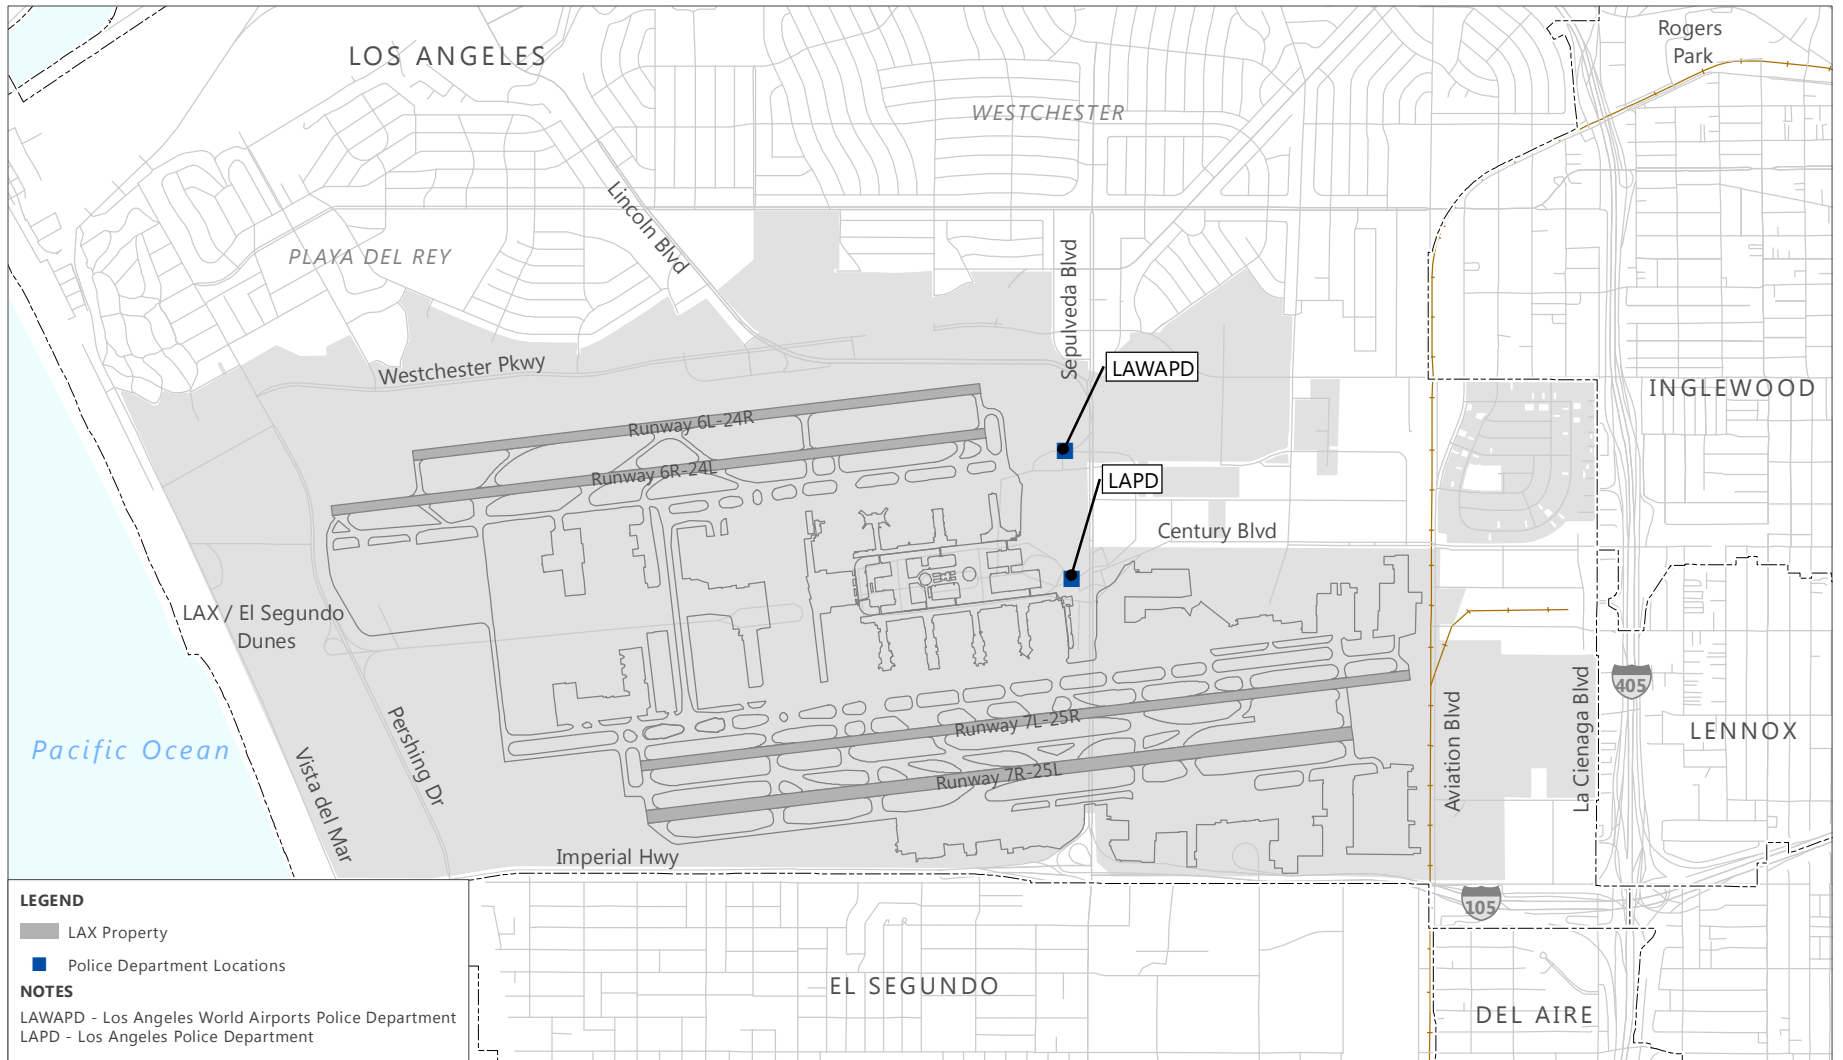 LOS ANGELES
Rogers
Park
WESTCHESTER
Lincoln Blvd
PLAYA DEL REY
Sepulveda Blvd
Westchester Pkwy
LAWAPD
INGLEWOOD
Runway 6L-24R
Runway 6R-24L
LAPD
Century Blvd
LAX / El Segundo
Dunes
405
Pacific Ocean
Pershing Dr
Vista del Mar
Runway 7L-25R
Runway 7R-25L
Aviation Blvd
La Cienaga Blvd
LENNOX
Imperial Hwy
105
EL SEGUNDO
DEL AIRE
LEGEND
LAX Property
Police Department Locations
NOTES
LAWAPD - Los Angeles World Airports Police Department
LAPD - Los Angeles Police Department